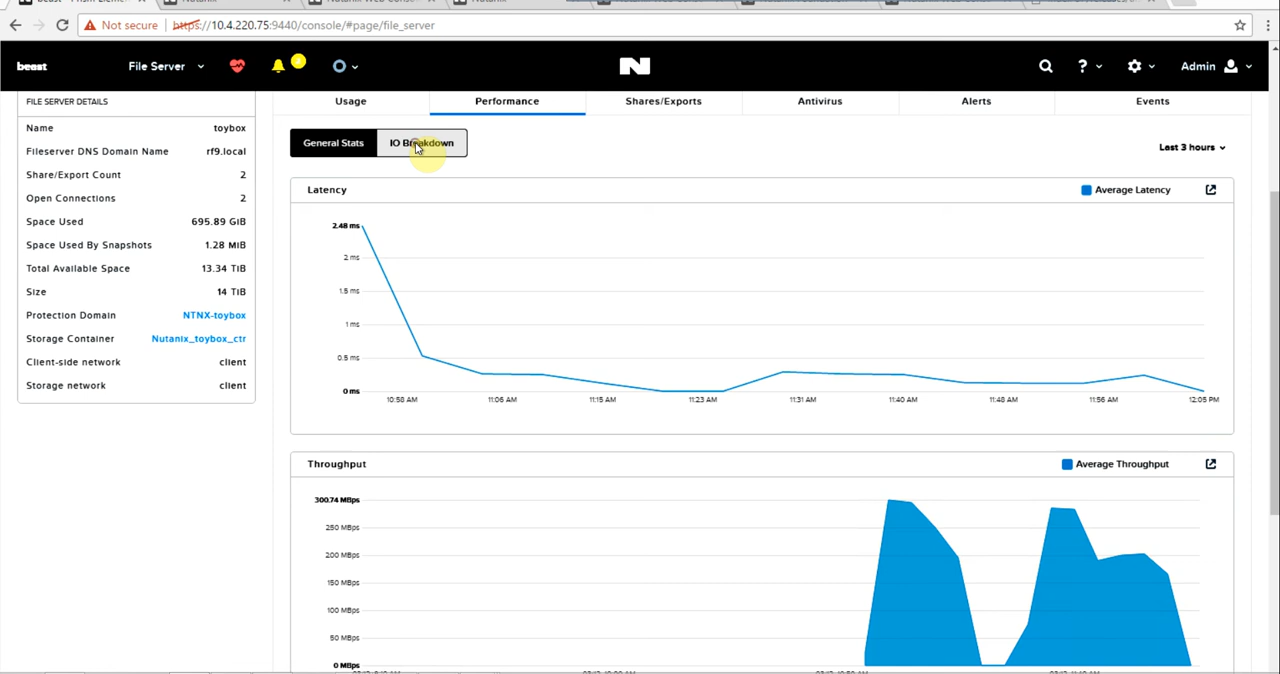 Not secure | https://10.4.220.75:9440/console/#page/file_server
beast File Server ? Admin
FILE SERVER DETAILS
Name toybox
Fileserver DNS Domain Name rf9.local
Share/Export Count 2
Open Connections 2
Space Used 695.89 GiB
Space Used By Snapshots 1.28 MiB
Total Available Space 13.34 TiB
Size 14 TiB
Protection Domain NTNX-toybox
Storage Container Nutanix_toybox_ctr
Client-side network client
Storage network client
Usage Performance Shares/Exports Antivirus Alerts Events
General Stats IO Breakdown Last 3 hours
Latency Average Latency
2.48 ms
2 ms
1.5 ms
1 ms
0.5 ms
0 ms
10:58 AM 11:06 AM 11:15 AM 11:23 AM 11:31 AM 11:40 AM 11:48 AM 11:56 AM 12:05 PM
Throughput Average Throughput
300.74 MBps
250 MBps
200 MBps
150 MBps
100 MBps
50 MBps
0 MBps